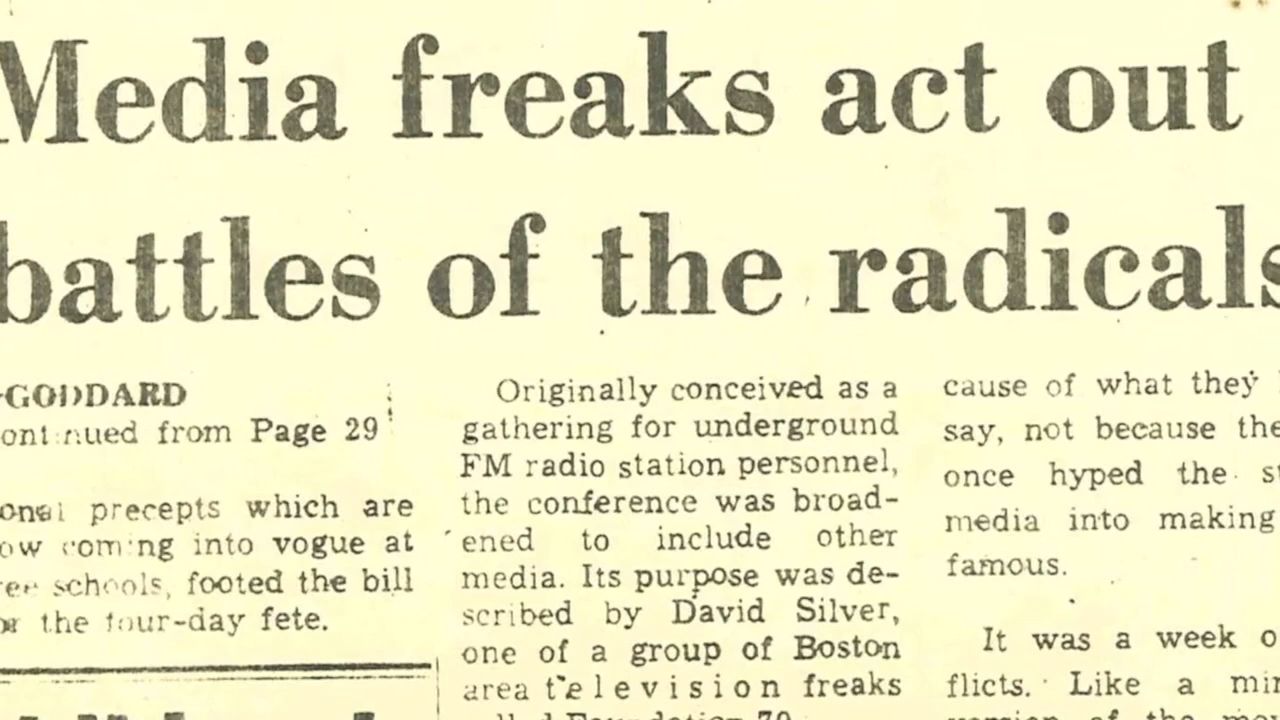 Media freaks act out
battles of the radicals
GODDARD
from Page 29
precepts which are
coming into vogue at
schools, footed the bill
the four-day fete.
Originally conceived as a
gathering for underground
FM radio station personnel,
the conference was broad-
ened to include other
media. Its purpose was de-
scribed by David Silver,
one of a group of Boston
area television freaks
cause of what they
say, not because
once hyped the
media into making
famous.
It was a week
flicts. Like a